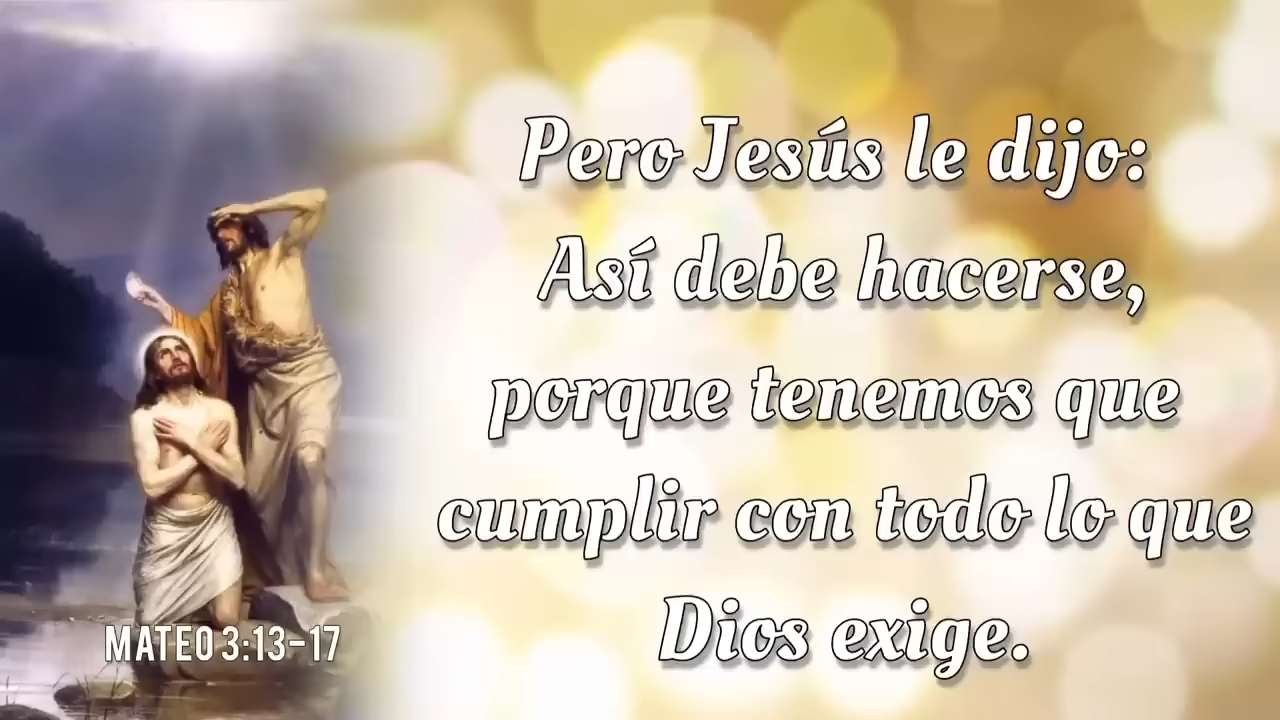 Pero Jesús le dijo:
Así debe hacerse,
porque tenemos que
cumplir con todo lo que
Dios exige.
MATEO 3:13-17